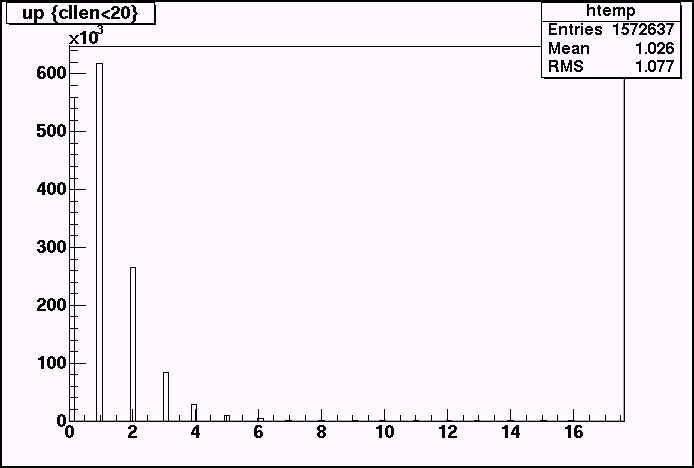 up {cllen<20}
htemp
Entries 1572637
Mean 1.026
RMS 1.077
x10³
600
500
400
300
200
100
0
0 2 4 6 8 10 12 14 16